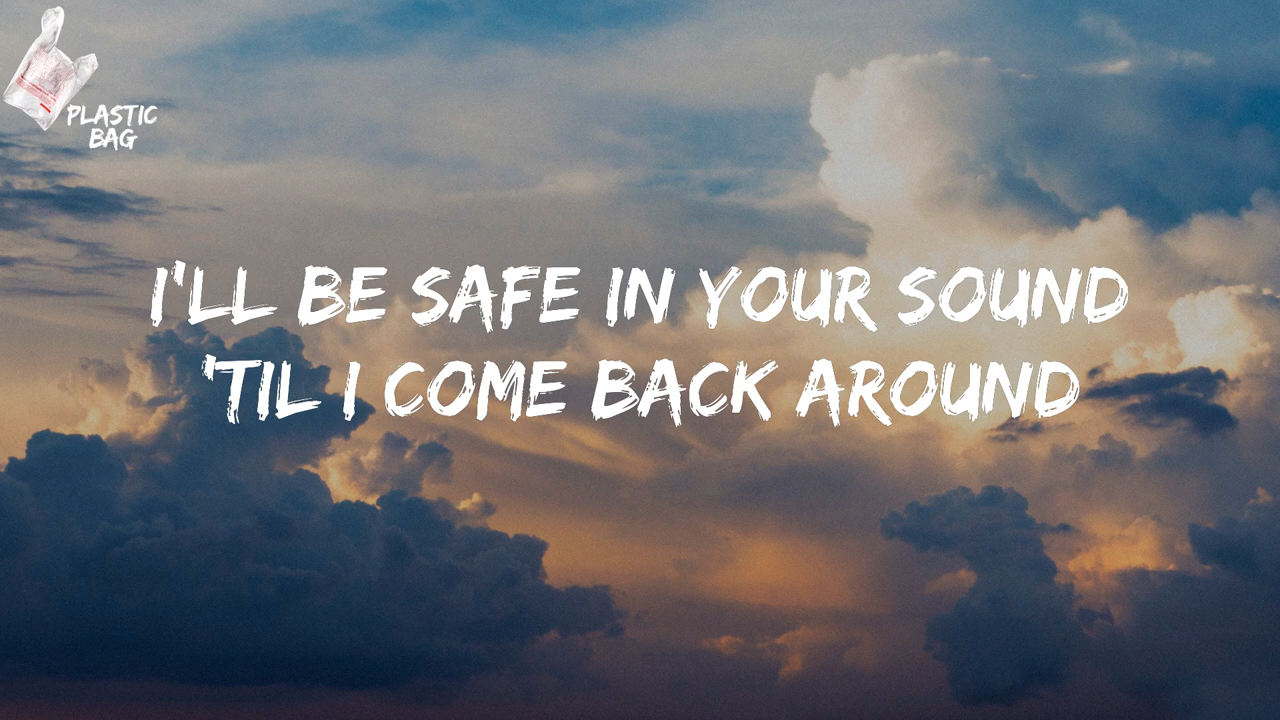 PLASTIC
BAG
I'LL BE SAFE IN YOUR SOUND
'TIL I COME BACK AROUND